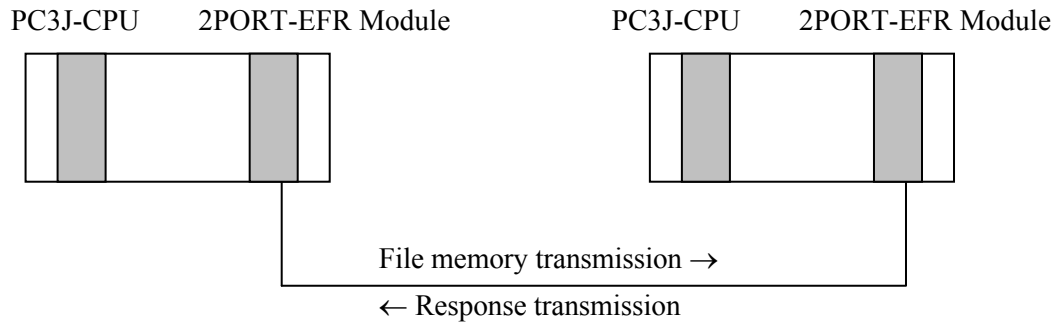 PC3J-CPU 2PORT-EFR Module PC3J-CPU 2PORT-EFR Module
File memory transmission →
← Response transmission